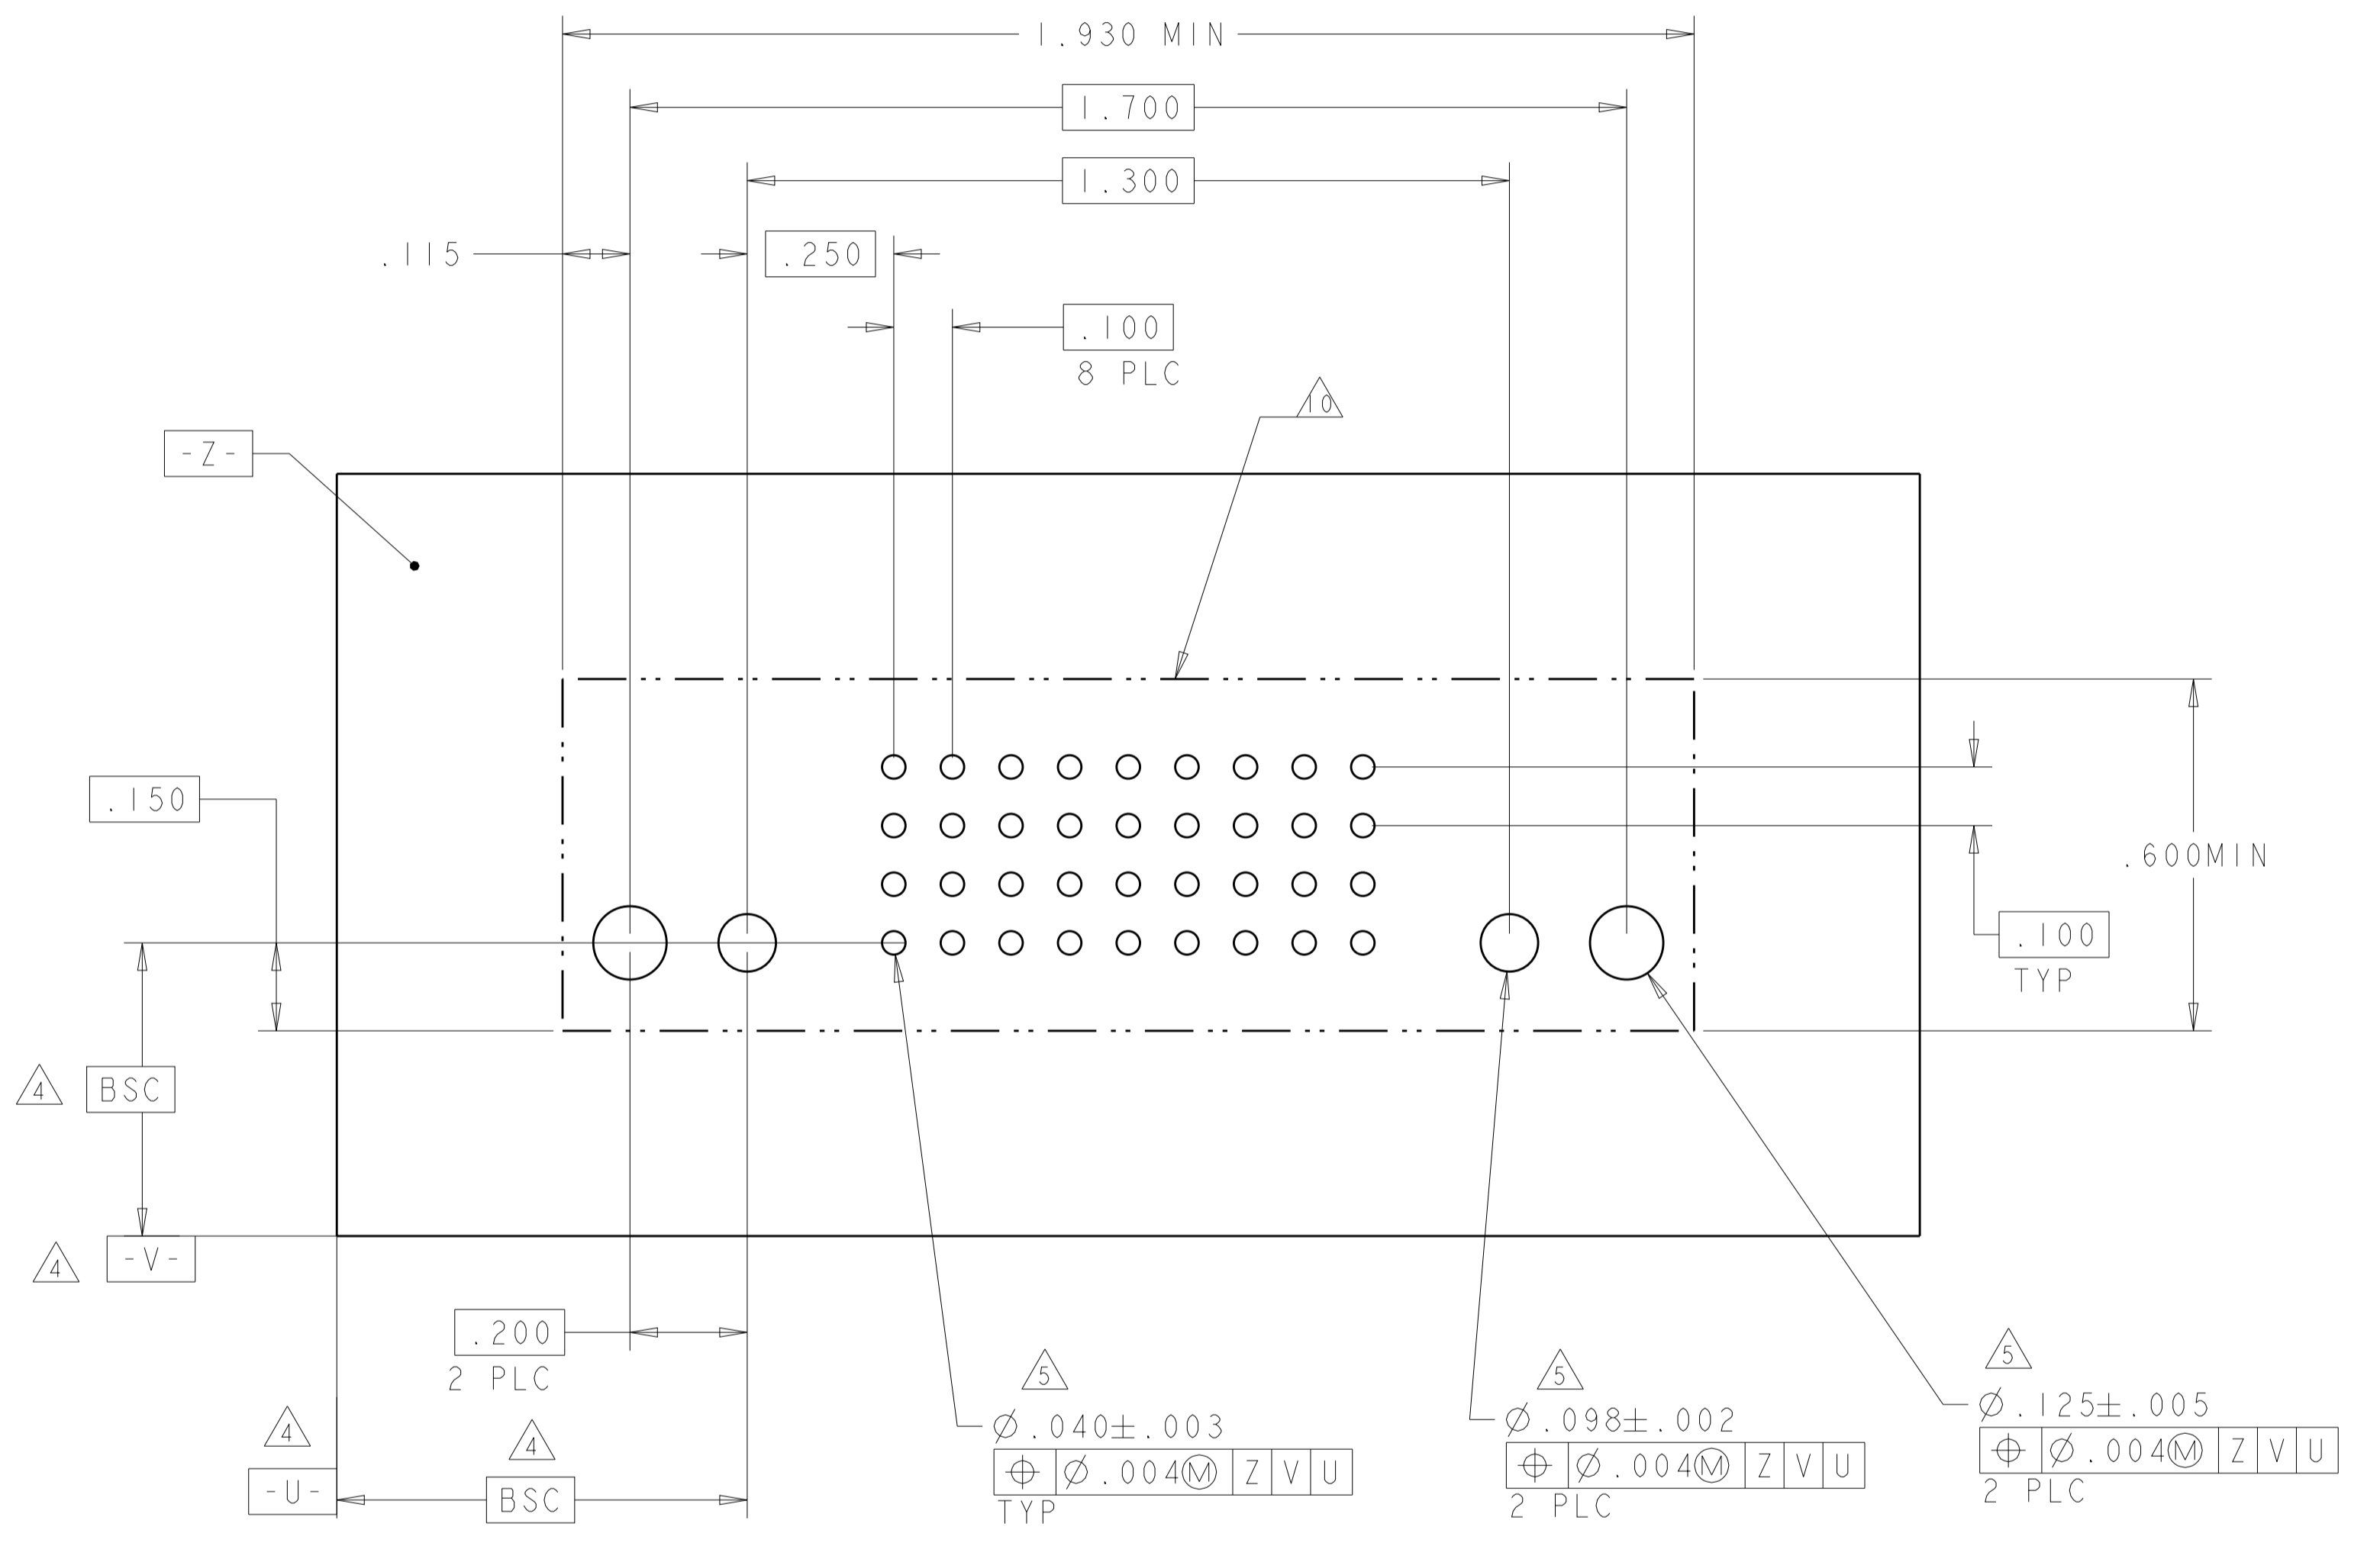 1.930 MIN
1.700
1.300
.115
.250
.100
8 PLC
10
-Z-
.150
.600MIN
.100
TYP
4
BSC
4
-V-
.200
2 PLC
4
-U-
4
BSC
5
∅.040±.003
⌖ ∅.004Ⓜ Z V U
TYP
5
∅.098±.002
⌖ ∅.004Ⓜ Z V U
2 PLC
5
∅.125±.005
⌖ ∅.004Ⓜ Z V U
2 PLC